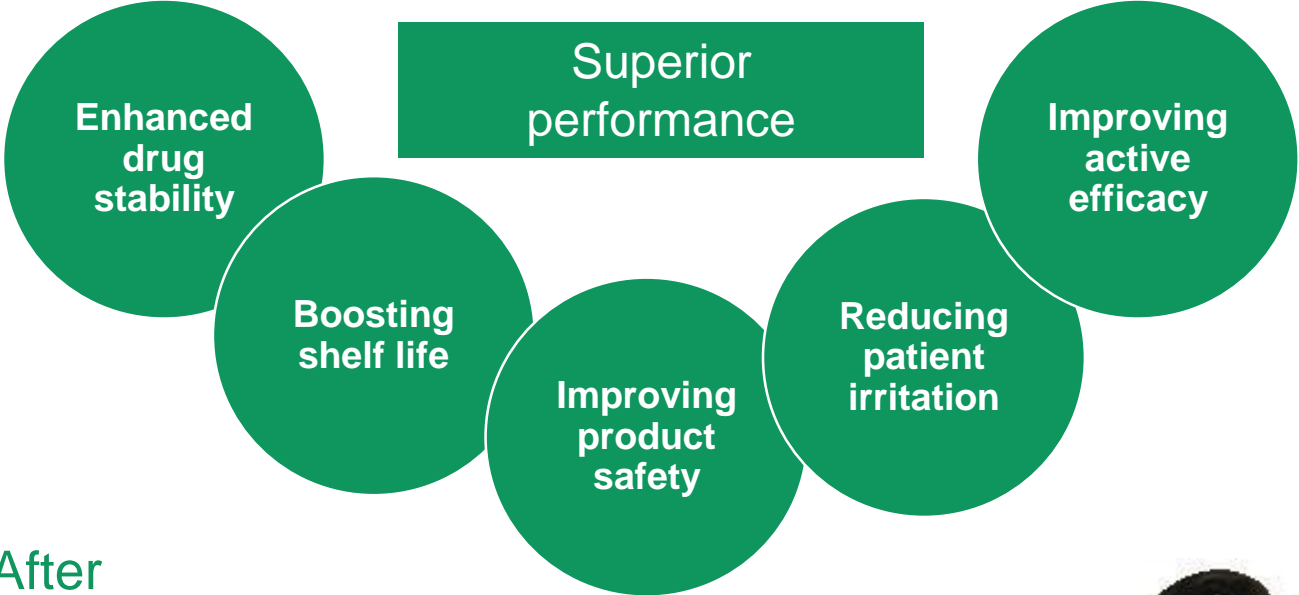 Superior
performance
Enhanced
drug
stability
Boosting
shelf life
Improving
product
safety
Reducing
patient
irritation
Improving
active
efficacy
After